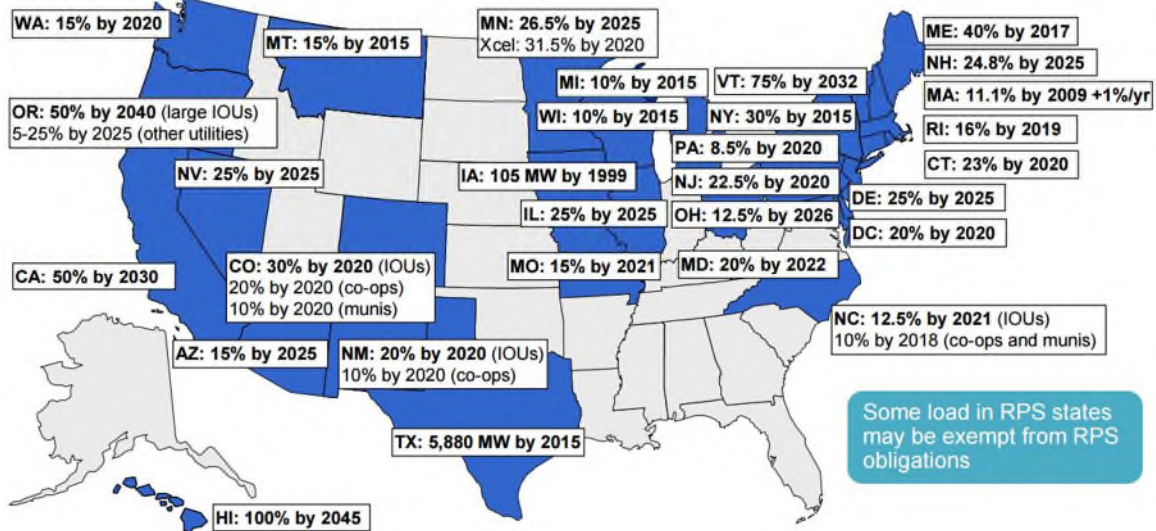 WA: 15% by 2020
MT: 15% by 2015
MN: 26.5% by 2025
Xcel: 31.5% by 2020
ME: 40% by 2017
NH: 24.8% by 2025
MI: 10% by 2015
VT: 75% by 2032
MA: 11.1% by 2009 +1%/yr
OR: 50% by 2040 (large IOUs)
5-25% by 2025 (other utilities)
WI: 10% by 2015
NY: 30% by 2015
RI: 16% by 2019
PA: 8.5% by 2020
CT: 23% by 2020
NV: 25% by 2025
IA: 105 MW by 1999
NJ: 22.5% by 2020
DE: 25% by 2025
IL: 25% by 2025
OH: 12.5% by 2026
DC: 20% by 2020
CA: 50% by 2030
CO: 30% by 2020 (IOUs)
20% by 2020 (co-ops)
10% by 2020 (munis)
MO: 15% by 2021
MD: 20% by 2022
NC: 12.5% by 2021 (IOUs)
10% by 2018 (co-ops and munis)
AZ: 15% by 2025
NM: 20% by 2020 (IOUs)
10% by 2020 (co-ops)
TX: 5,880 MW by 2015
Some load in RPS states
may be exempt from RPS
obligations
HI: 100% by 2045